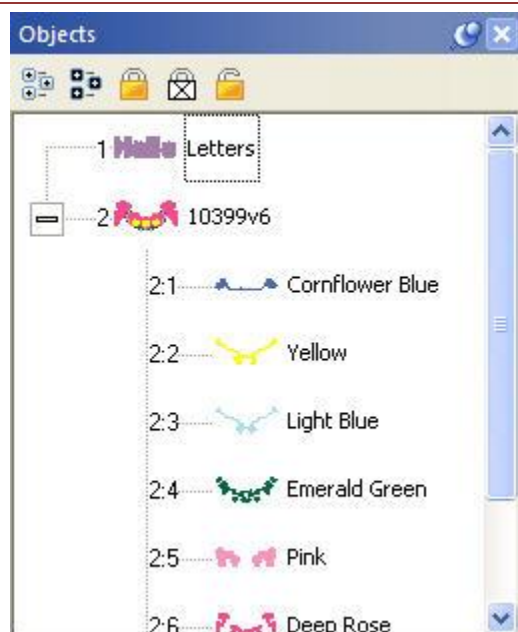 Objects
1 Hello Letters
2 10399v6
2:1 Cornflower Blue
2:2 Yellow
2:3 Light Blue
2:4 Emerald Green
2:5 Pink
2:6 Deep Rose